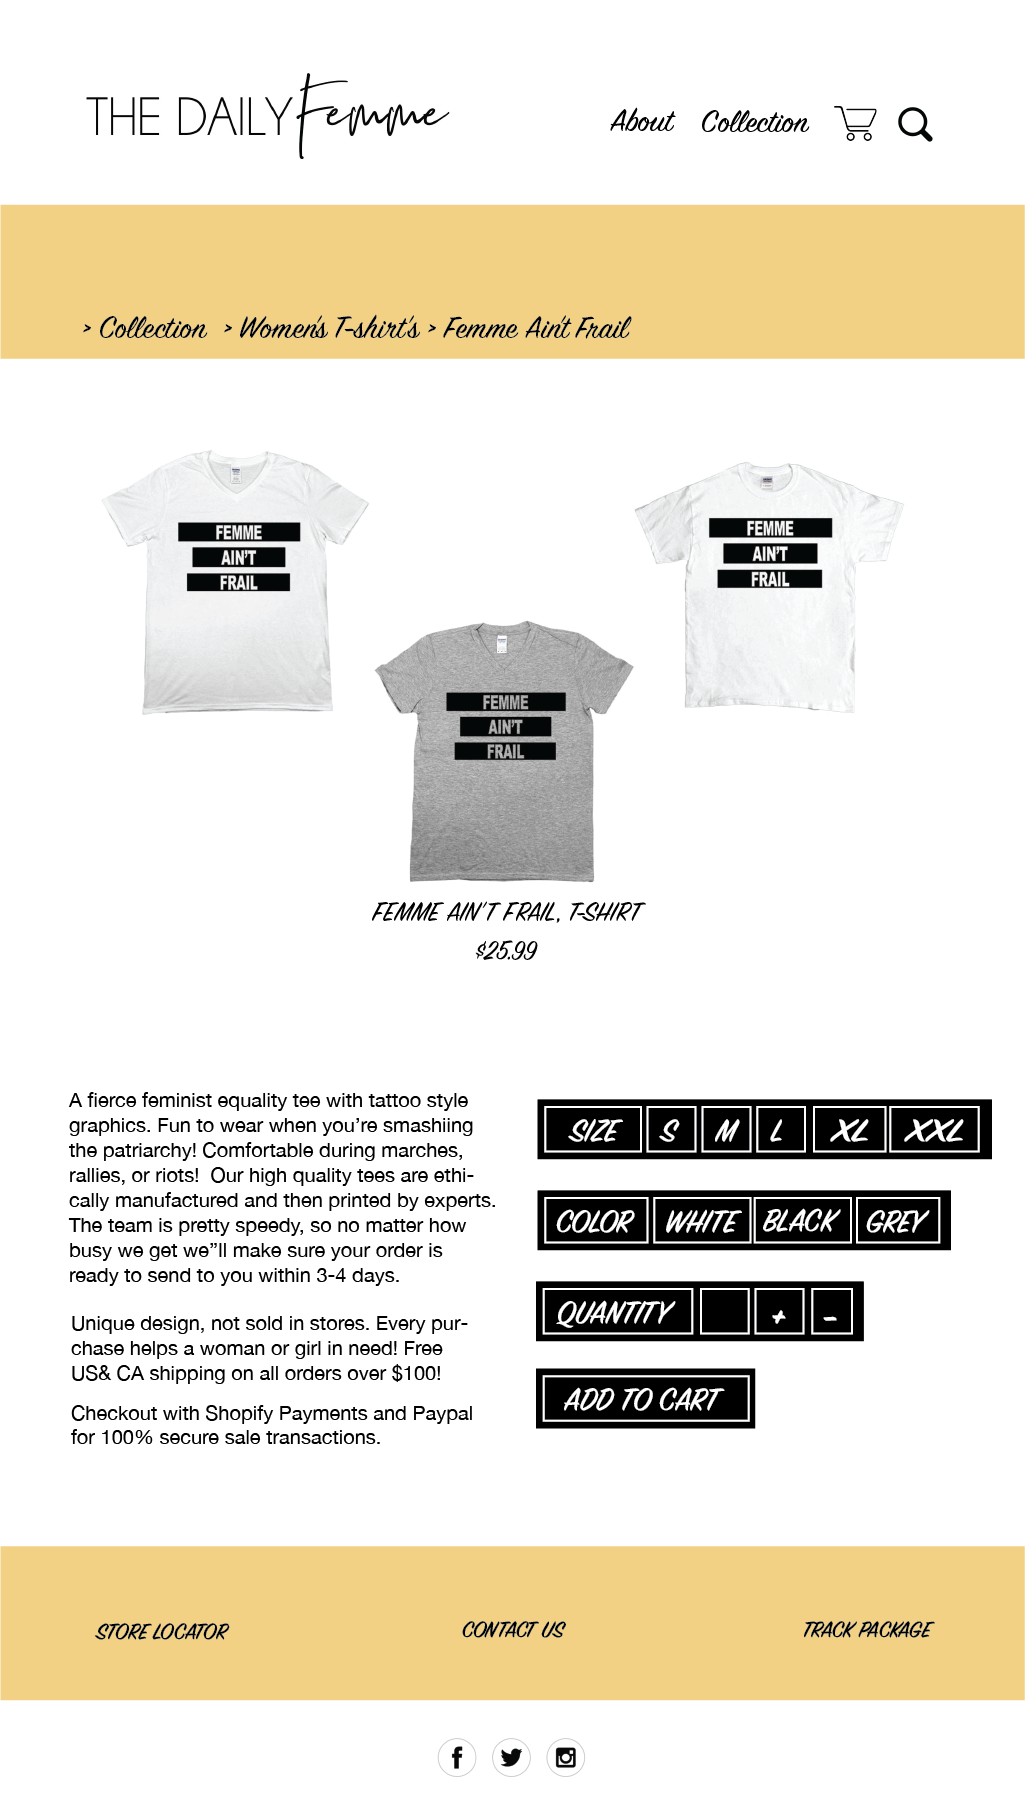 THE DAILY Femme
About Collection
> Collection > Women's T-shirt's > Femme Ain't Frail
FEMME
AIN'T
FRAIL
FEMME
AIN'T
FRAIL
FEMME
AIN'T
FRAIL
FEMME AIN'T FRAIL, T-SHIRT
$25.99
A fierce feminist equality tee with tattoo style
graphics. Fun to wear when you’re smashiing
the patriarchy! Comfortable during marches,
rallies, or riots!  Our high quality tees are ethi-
cally manufactured and then printed by experts.
The team is pretty speedy, so no matter how
busy we get we”ll make sure your order is
ready to send to you within 3-4 days.
Unique design, not sold in stores. Every pur-
chase helps a woman or girl in need! Free
US& CA shipping on all orders over $100!
Checkout with Shopify Payments and Paypal
for 100% secure sale transactions.
SIZE S M L XL XXL
COLOR WHITE BLACK GREY
QUANTITY + -
ADD TO CART
STORE LOCATOR CONTACT US TRACK PACKAGE